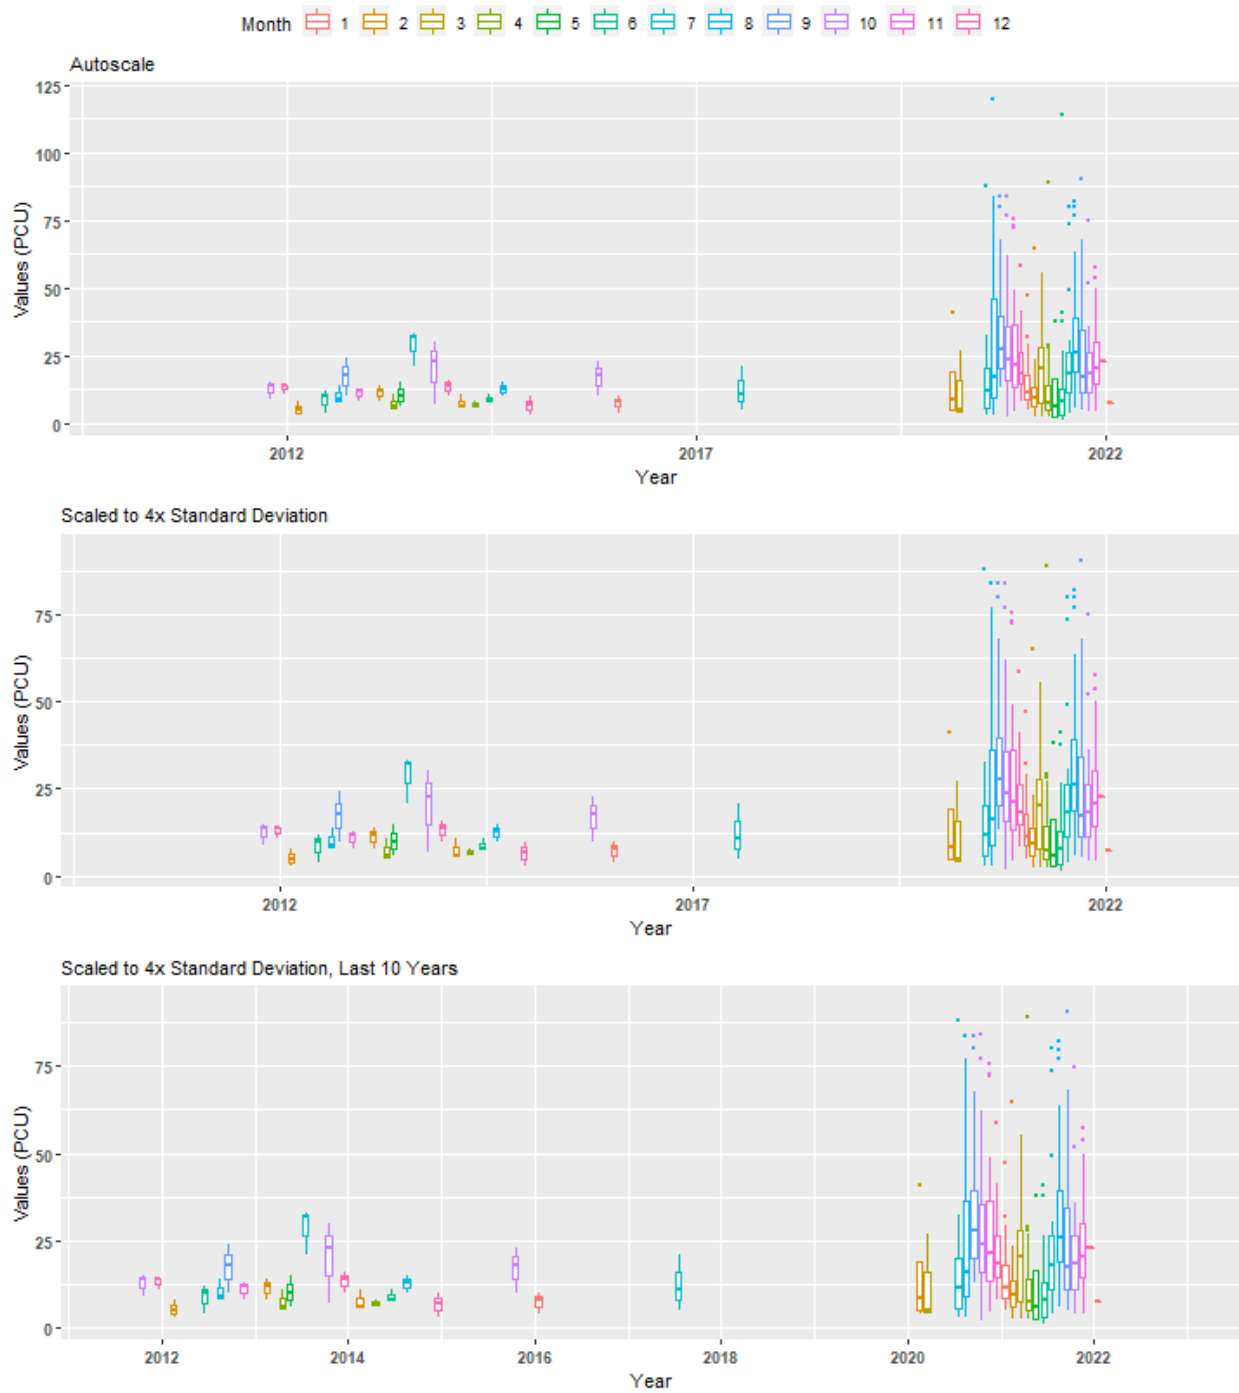 Month 1 2 3 4 5 6 7 8 9 10 11 12
Autoscale
125
100
75
50
25
0
Values (PCU)
2012 2017 2022
Year
Scaled to 4x Standard Deviation
75
50
25
0
Values (PCU)
2012 2017 2022
Year
Scaled to 4x Standard Deviation, Last 10 Years
75
50
25
0
Values (PCU)
2012 2014 2016 2018 2020 2022
Year